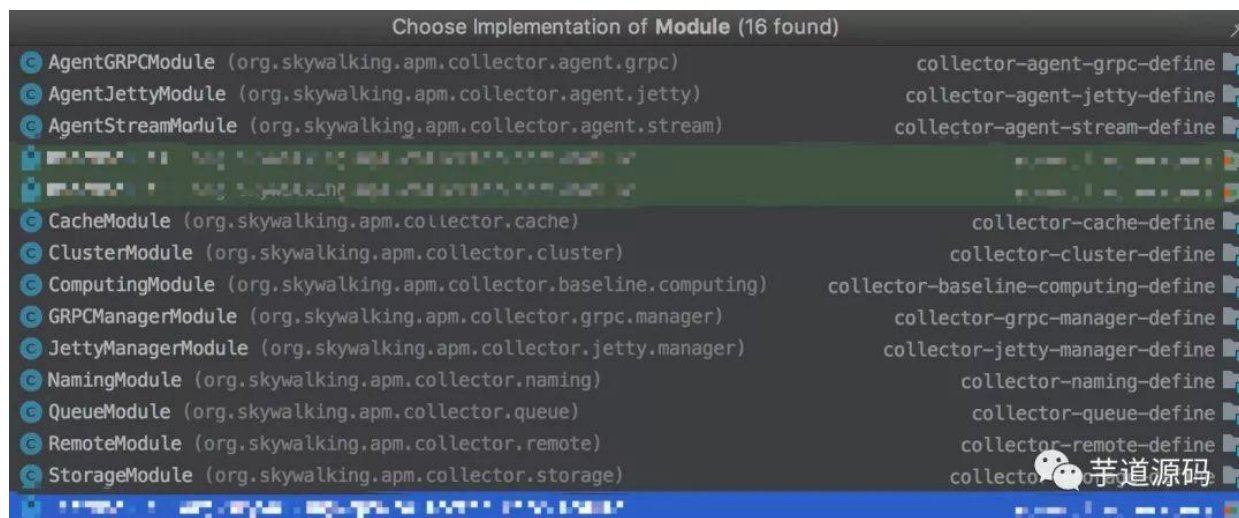 Choose Implementation of Module (16 found)
AgentGRPCModule (org.skywalking.apm.collector.agent.grpc) collector-agent-grpc-define
AgentJettyModule (org.skywalking.apm.collector.agent.jetty) collector-agent-jetty-define
AgentStreamModule (org.skywalking.apm.collector.agent.stream) collector-agent-stream-define
CacheModule (org.skywalking.apm.collector.cache) collector-cache-define
ClusterModule (org.skywalking.apm.collector.cluster) collector-cluster-define
ComputingModule (org.skywalking.apm.collector.baseline.computing) collector-baseline-computing-define
GRPCManagerModule (org.skywalking.apm.collector.grpc.manager) collector-grpc-manager-define
JettyManagerModule (org.skywalking.apm.collector.jetty.manager) collector-jetty-manager-define
NamingModule (org.skywalking.apm.collector.naming) collector-naming-define
QueueModule (org.skywalking.apm.collector.queue) collector-queue-define
RemoteModule (org.skywalking.apm.collector.remote) collector-remote-define
StorageModule (org.skywalking.apm.collector.storage)
芋道源码